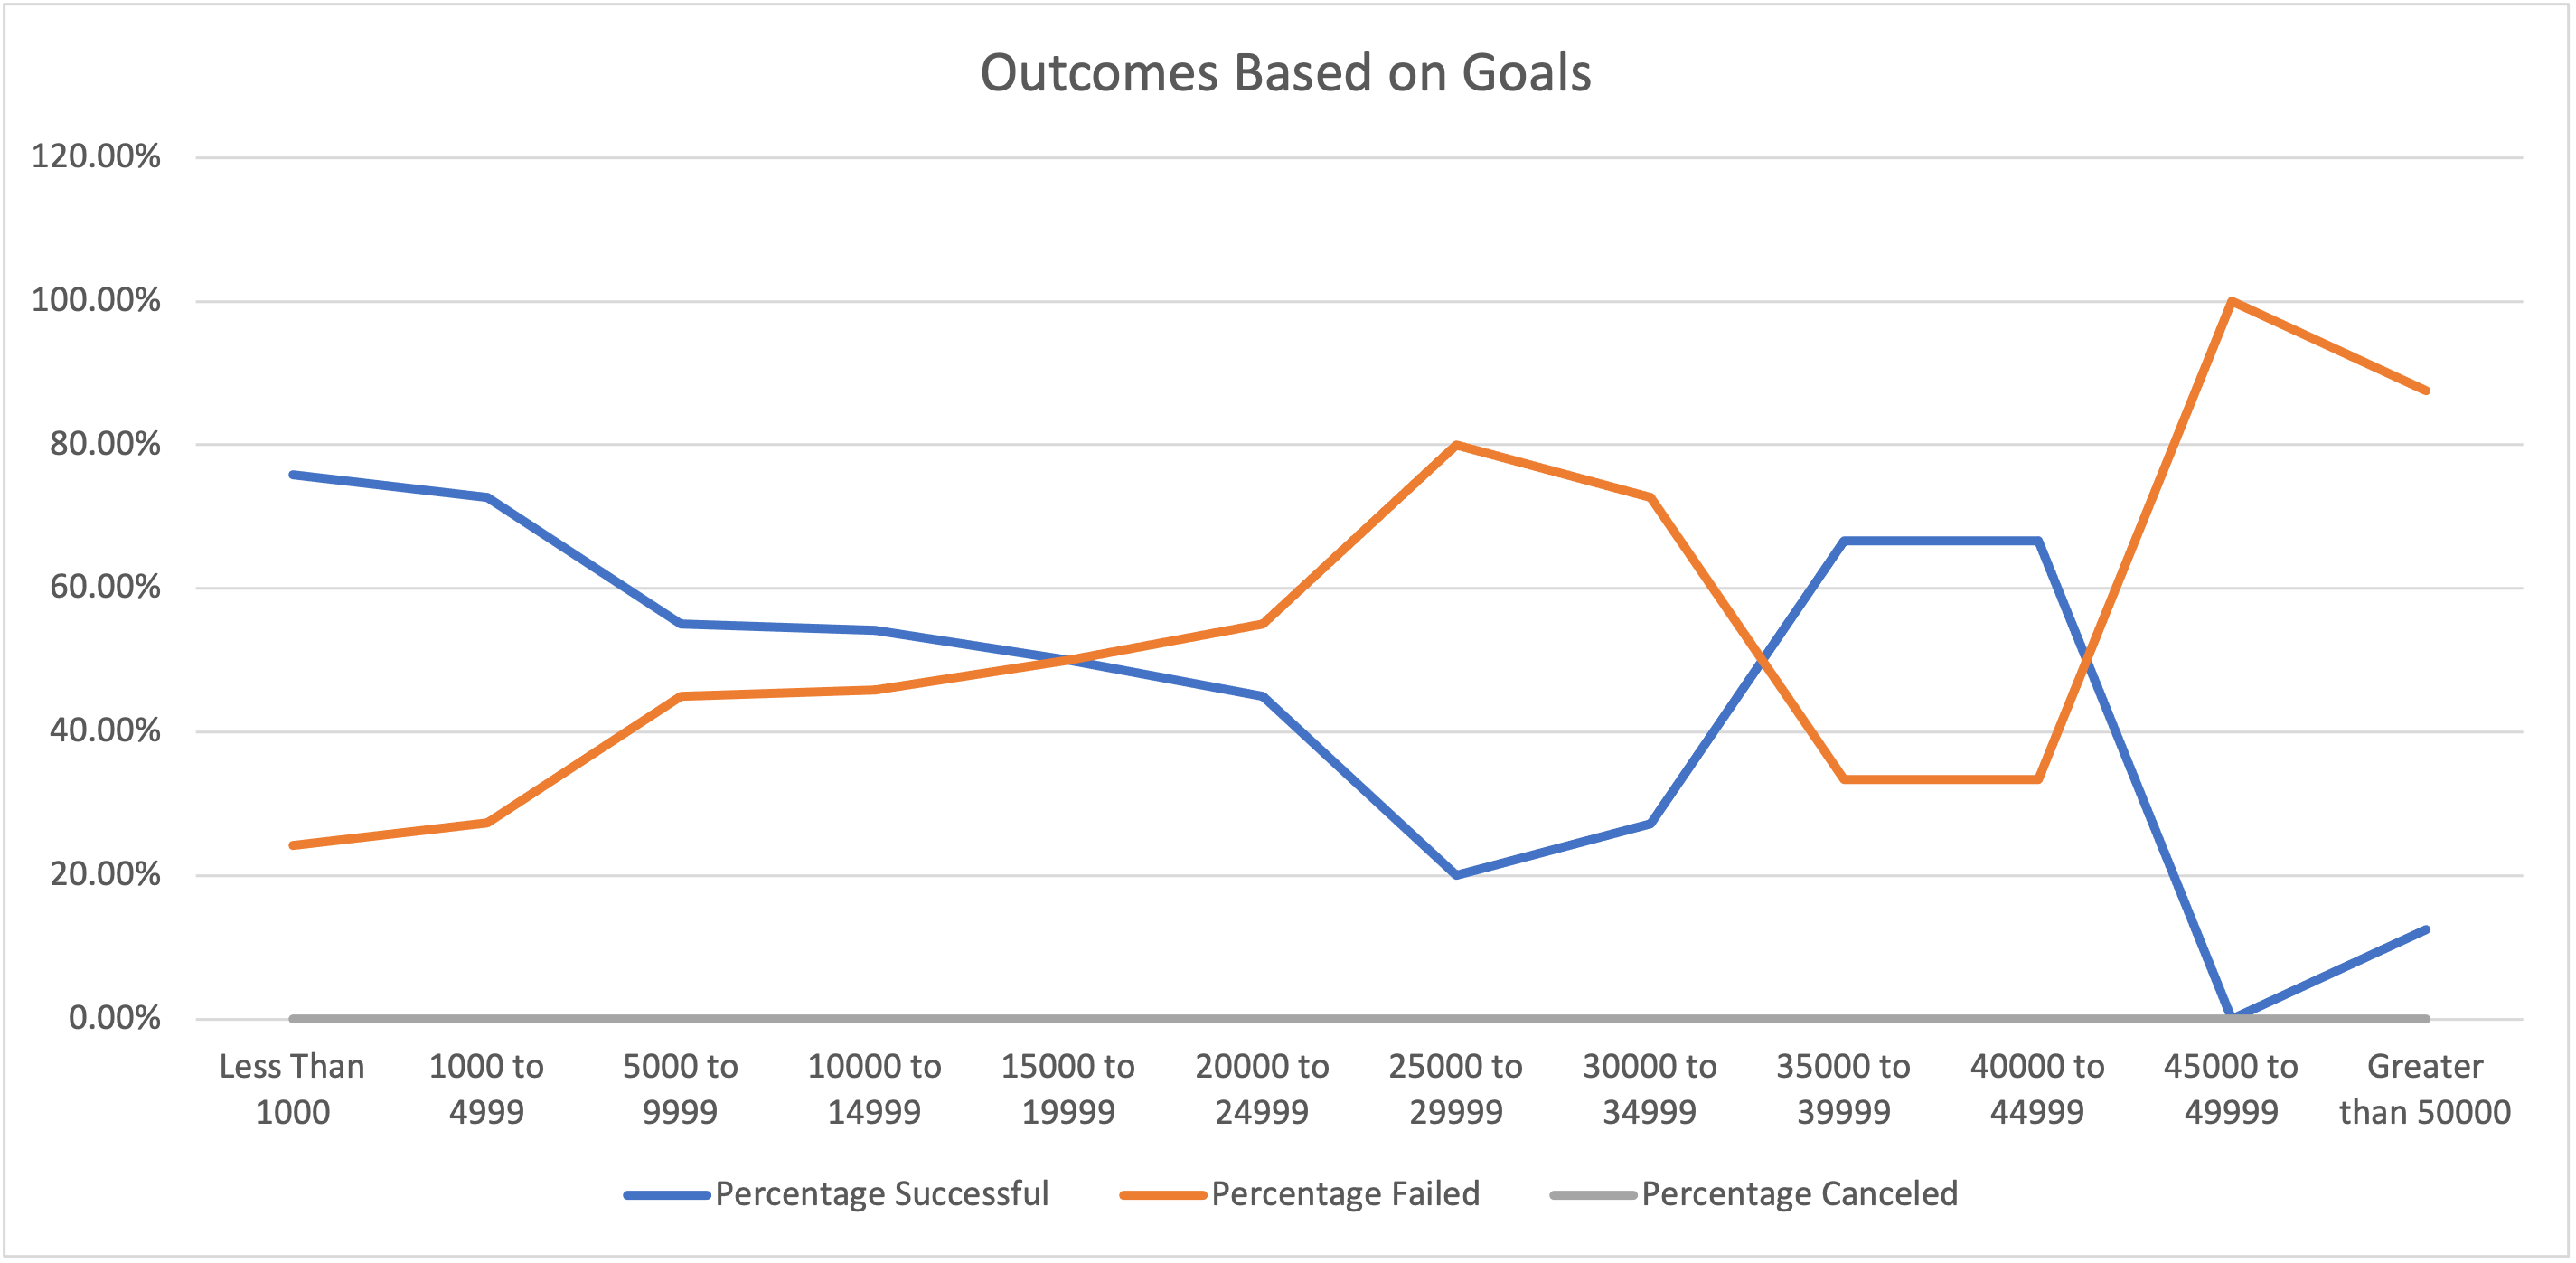 Outcomes Based on Goals
120.00%
100.00%
80.00%
60.00%
40.00%
20.00%
0.00%
Less Than
1000
1000 to
4999
5000 to
9999
10000 to
14999
15000 to
19999
20000 to
24999
25000 to
29999
30000 to
34999
35000 to
39999
40000 to
44999
45000 to
49999
Greater
than 50000
Percentage Successful
Percentage Failed
Percentage Canceled